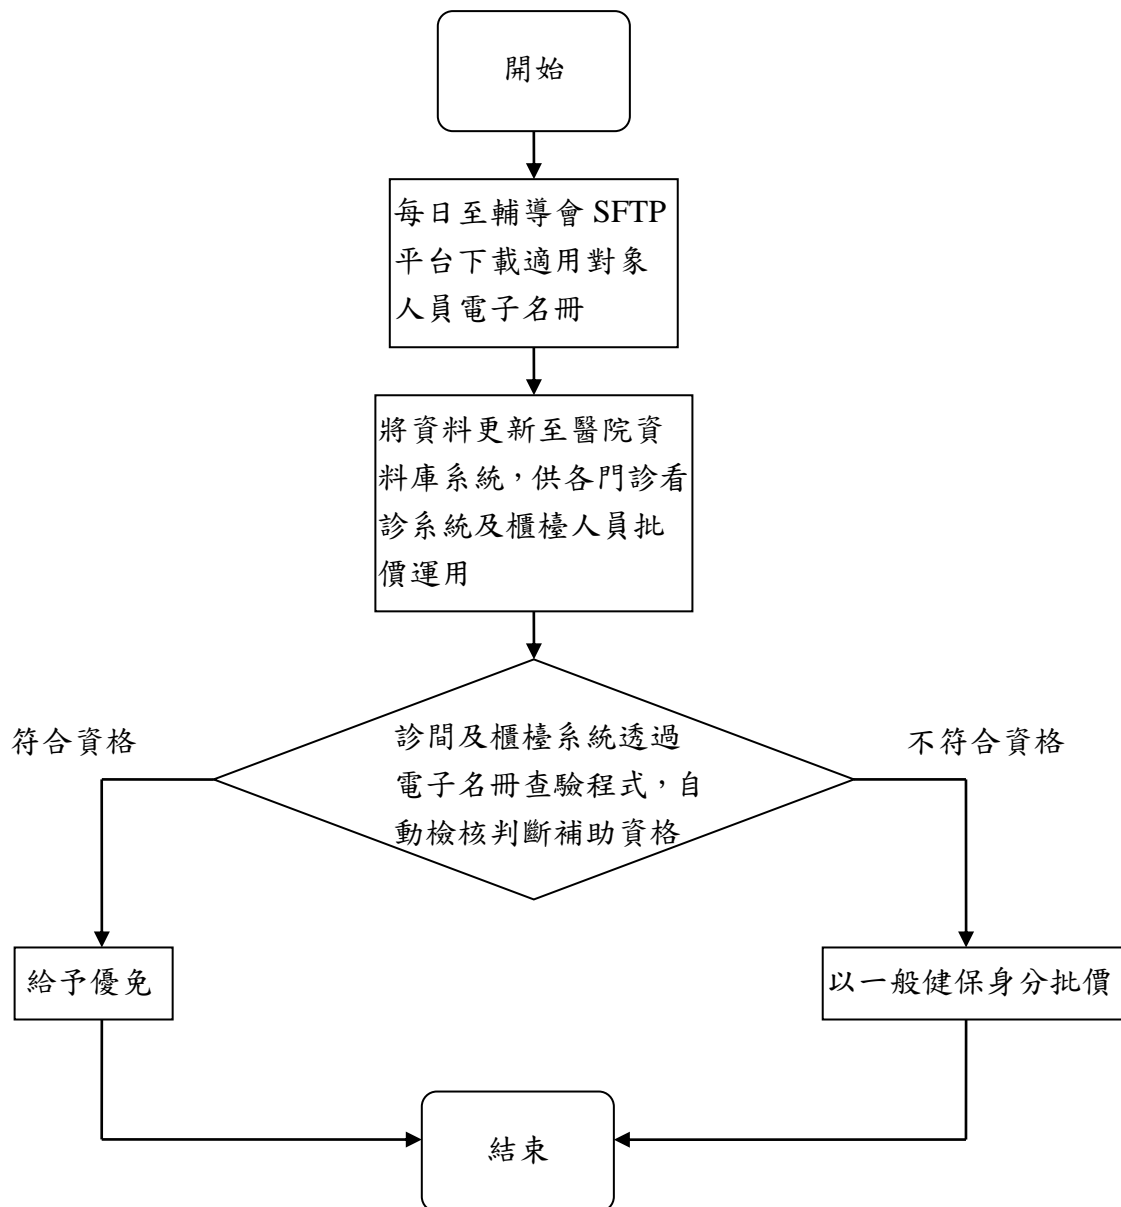 開始
每日至輔導會 SFTP
平台下載適用對象
人員電子名冊
將資料更新至醫院資
料庫系統，供各門診看
診系統及櫃檯人員批
價運用
符合資格
診間及櫃檯系統透過
電子名冊查驗程式，自
動檢核判斷補助資格
不符合資格
給予優免
以一般健保身分批價
結束